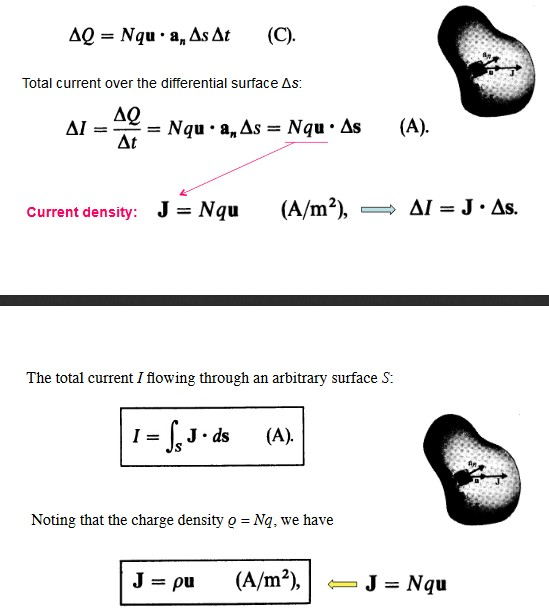 ΔQ = Nqu · aₙ Δs Δt (C).
Total current over the differential surface Δs:
ΔI = ΔQ/Δt = Nqu · aₙ Δs = Nqu · Δs (A).
Current density: J = Nqu (A/m²), ⟹ ΔI = J · Δs.
The total current I flowing through an arbitrary surface S:
I = ∫_S J · ds (A).
Noting that the charge density ϱ = Nq, we have
J = ρu (A/m²), ⟸ J = Nqu